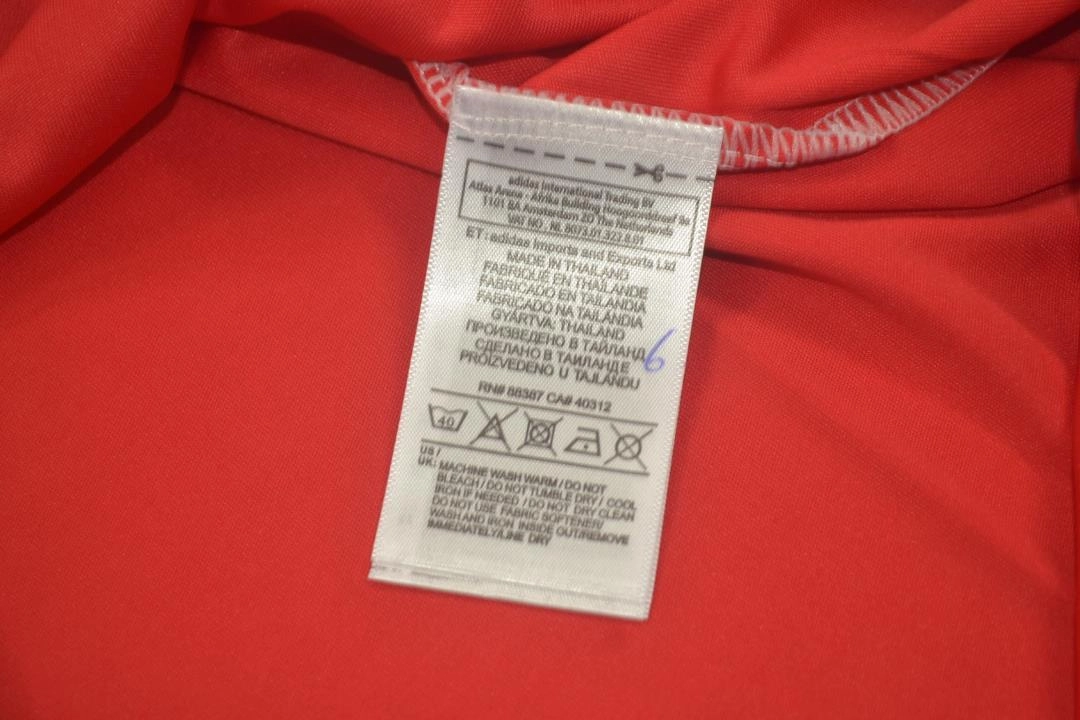 adidas International Trading BV
Atlas Arena - Afrika Building Hoogoorddreef 9a
1101 BA Amsterdam ZO The Netherlands
VAT NO : NL 8073.01.323.B.01
ET : adidas Imports and Exports Ltd
MADE IN THAILAND
FABRIQUÉ EN THAÏLANDE
FABRICADO EN TAILANDIA
FABRICADO NA TAILÂNDIA
GYÁRTVA: THAILAND
ПРОИЗВЕДЕНО В ТАЙЛАНД
6
СДЕЛАНО В ТАИЛАНДЕ
PROIZVEDENO U TAJLANDU
RN# 88387 CA# 40312
40
US /
UK: MACHINE WASH WARM / DO NOT
BLEACH / DO NOT TUMBLE DRY / COOL
IRON IF NEEDED / DO NOT DRY CLEAN
DO NOT USE FABRIC SOFTENER/
WASH AND IRON INSIDE OUT/REMOVE
IMMEDIATELY/LINE DRY